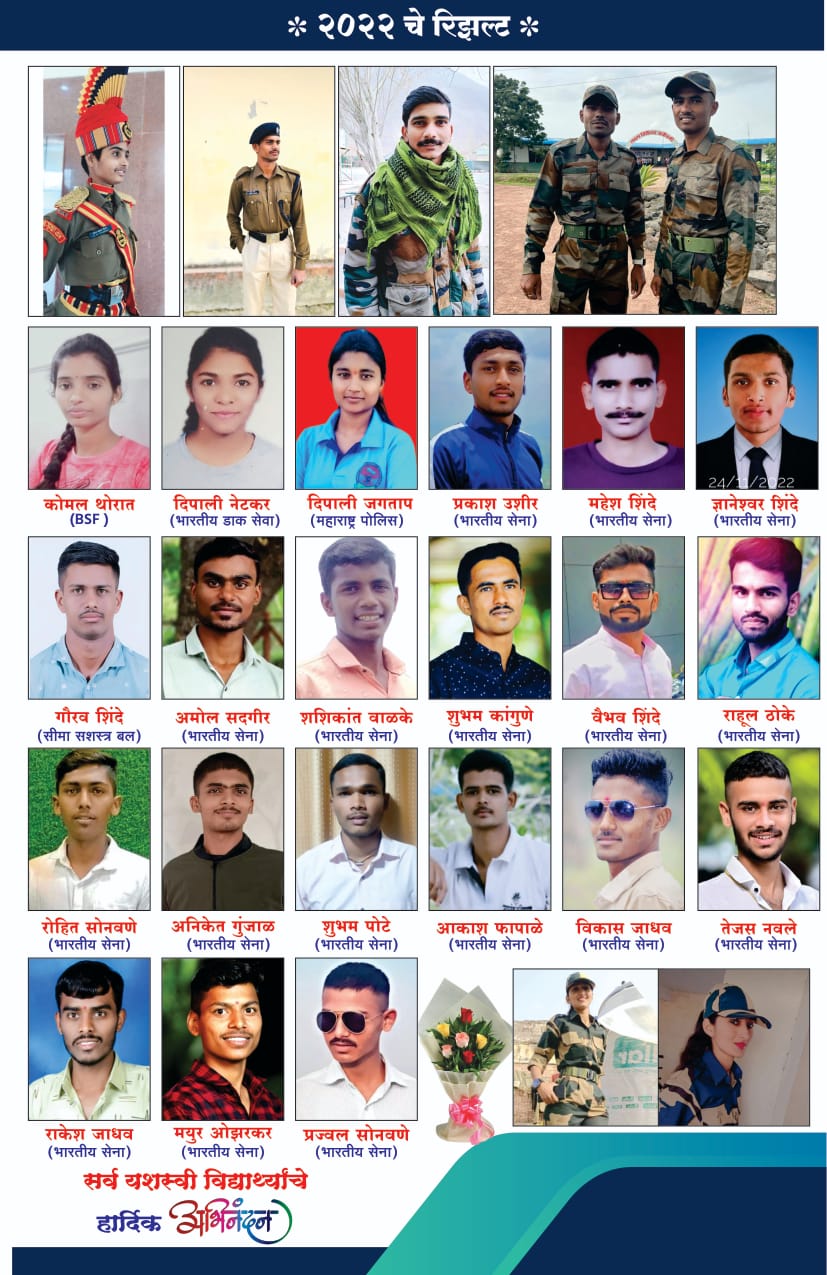 * २०२२ चे रिझल्ट *
24/11/2022
कोमल थोरात
(BSF)
दिपाली नेटकर
(भारतीय डाक सेवा)
दिपाली जगताप
(महाराष्ट्र पोलिस)
प्रकाश उशीर
(भारतीय सेना)
महेश शिंदे
(भारतीय सेना)
ज्ञानेश्वर शिंदे
(भारतीय सेना)
गौरव शिंदे
(सीमा सशस्त्र बल)
अमोल सदगीर
(भारतीय सेना)
शशिकांत वाळके
(भारतीय सेना)
शुभम कांगुणे
(भारतीय सेना)
वैभव शिंदे
(भारतीय सेना)
राहूल ठोके
(भारतीय सेना)
रोहित सोनवणे
(भारतीय सेना)
अनिकेत गुंजाळ
(भारतीय सेना)
शुभम पोटे
(भारतीय सेना)
आकाश फापाळे
(भारतीय सेना)
विकास जाधव
(भारतीय सेना)
तेजस नवले
(भारतीय सेना)
राकेश जाधव
(भारतीय सेना)
मयुर ओझरकर
(भारतीय सेना)
प्रज्वल सोनवणे
(भारतीय सेना)
सर्व यशस्वी विद्यार्थ्यांचे
हार्दिक अभिनंदन